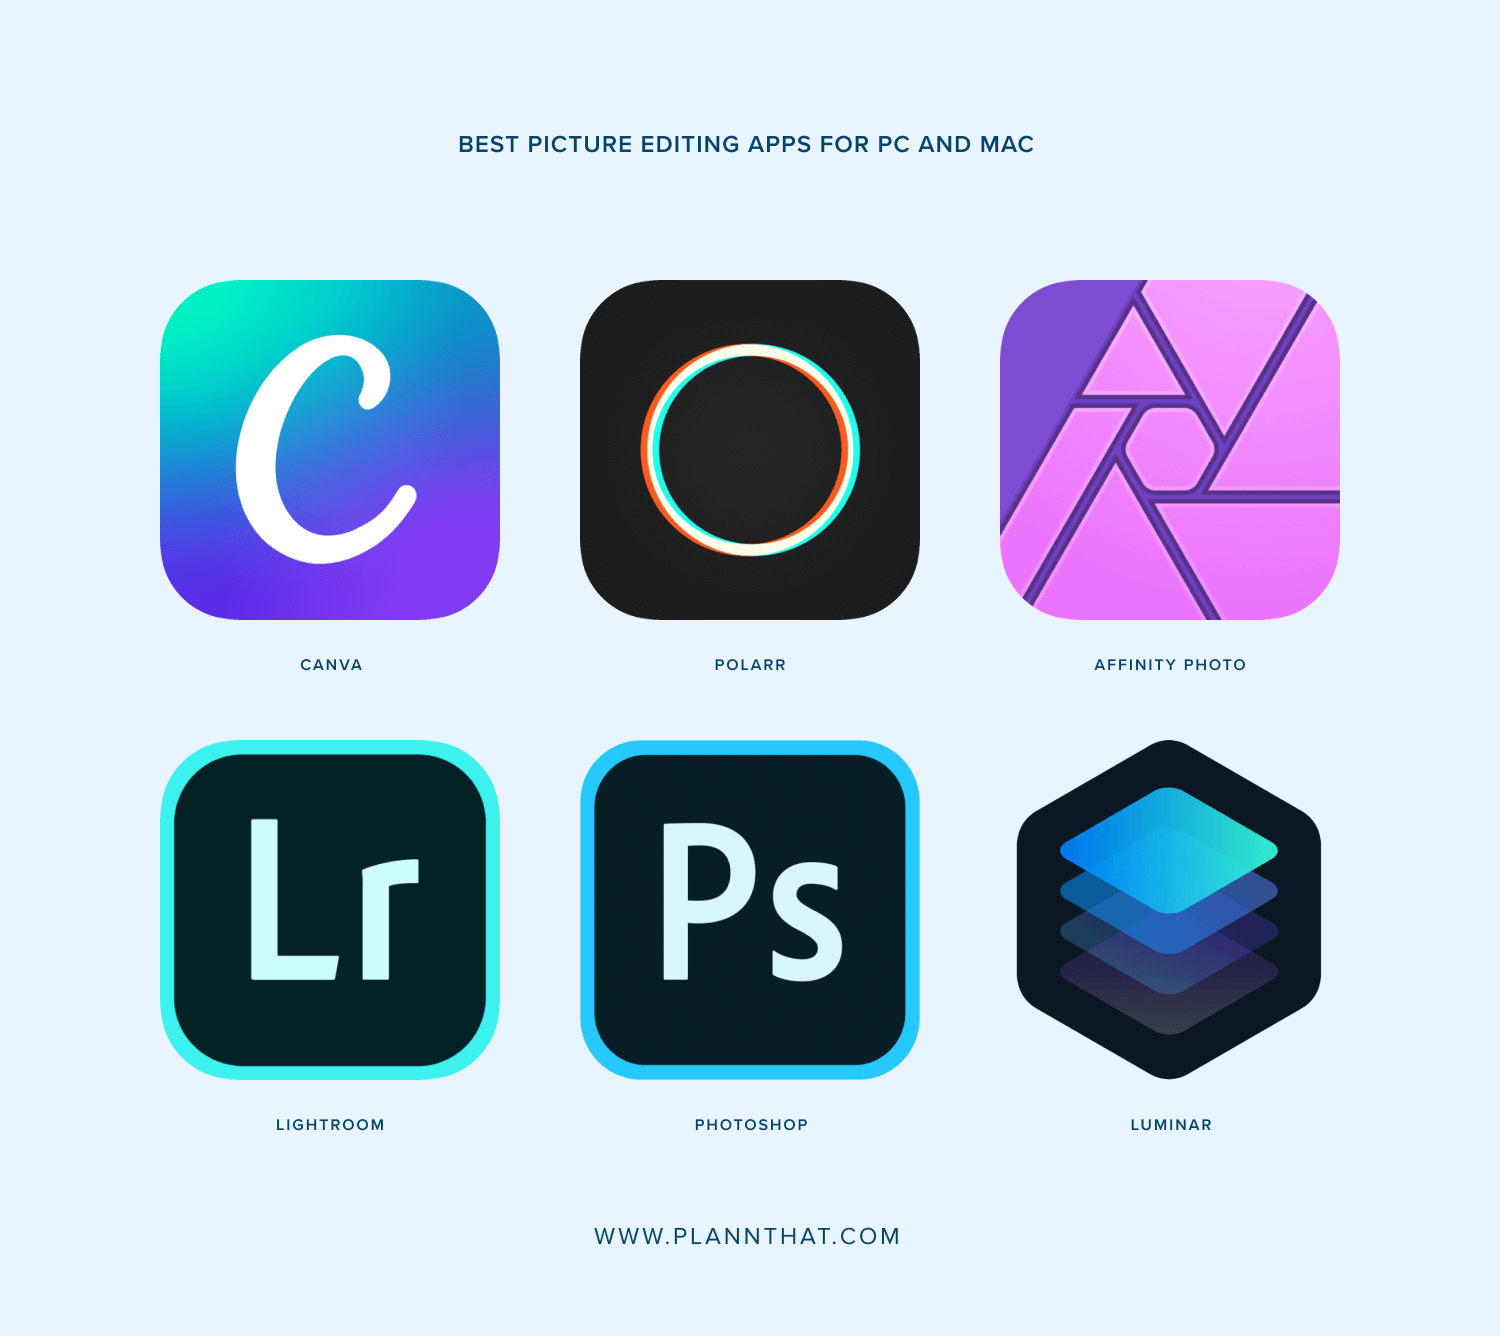 BEST PICTURE EDITING APPS FOR PC AND MAC
C
CANVA
POLARR
AFFINITY PHOTO
Lr
Ps
LIGHTROOM
PHOTOSHOP
LUMINAR
WWW.PLANNTHAT.COM